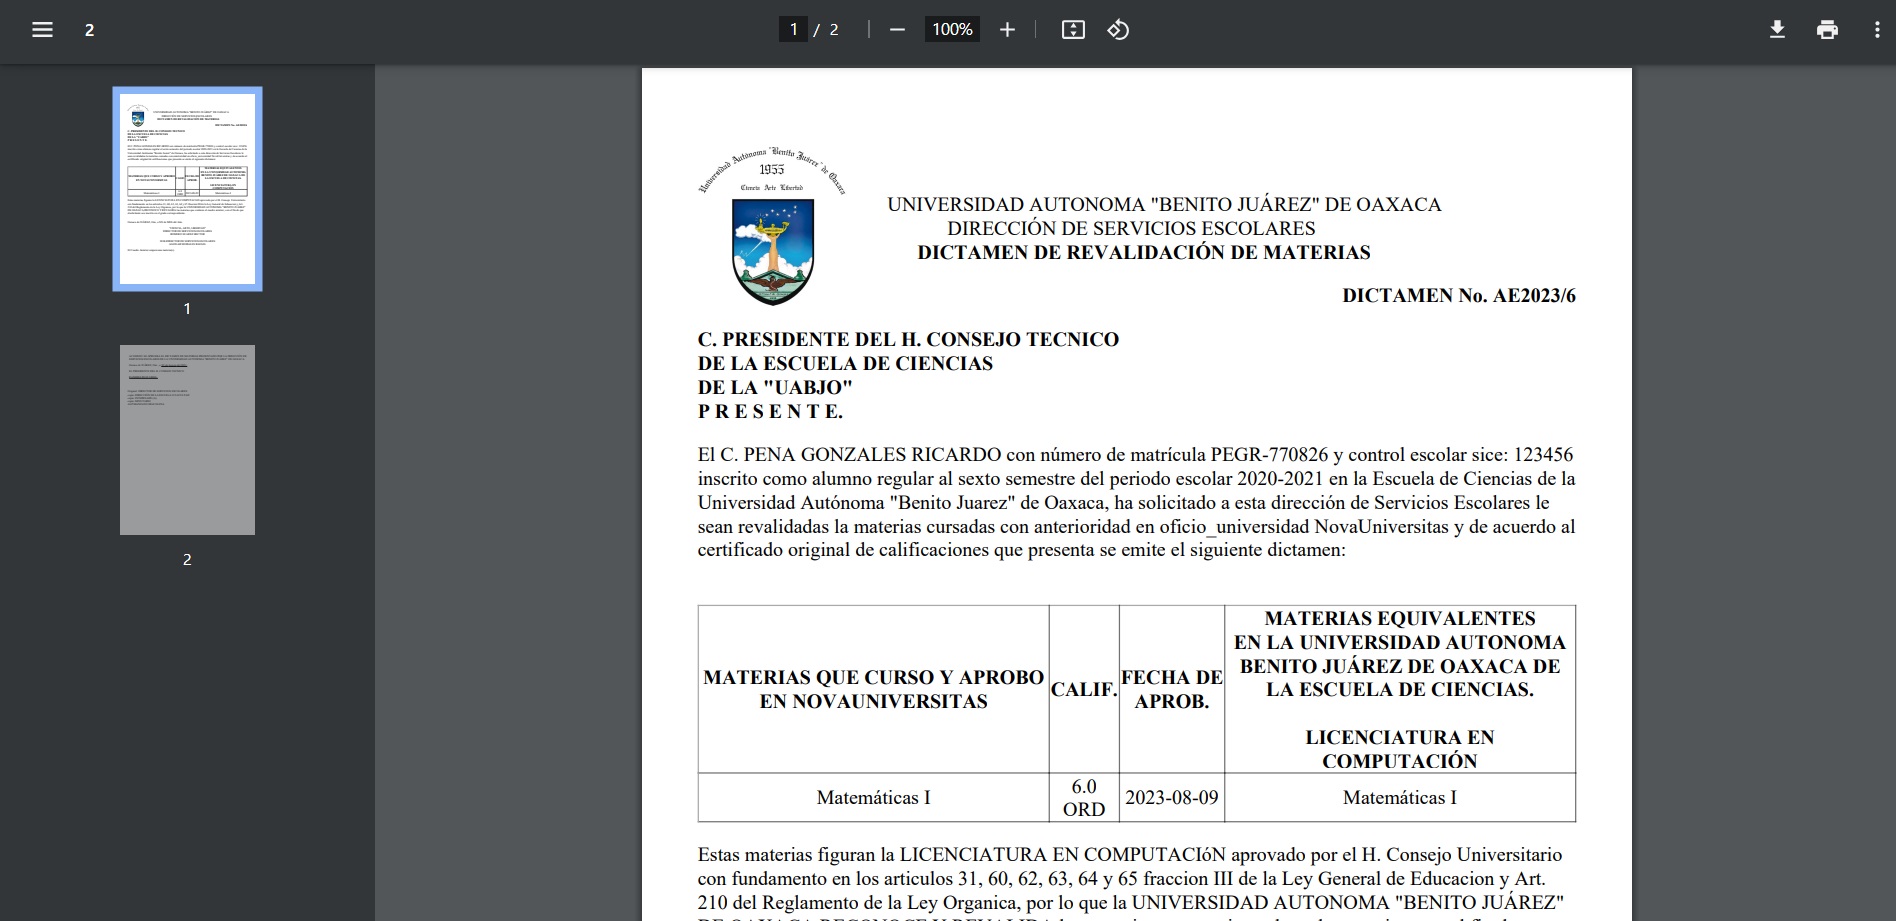 2
1 / 2
100%
Universidad Autónoma "Benito Juárez" de Oaxaca
1955
Ciencia Arte Libertad
UNIVERSIDAD AUTONOMA "BENITO JUÁREZ" DE OAXACA
DIRECCIÓN DE SERVICIOS ESCOLARES
DICTAMEN DE REVALIDACIÓN DE MATERIAS
DICTAMEN No. AE2023/6
C. PRESIDENTE DEL H. CONSEJO TECNICO
DE LA ESCUELA DE CIENCIAS
DE LA "UABJO"
P R E S E N T E.
El C. PENA GONZALES RICARDO con número de matrícula PEGR-770826 y control escolar sice: 123456
inscrito como alumno regular al sexto semestre del periodo escolar 2020-2021 en la Escuela de Ciencias de la
Universidad Autónoma "Benito Juarez" de Oaxaca, ha solicitado a esta dirección de Servicios Escolares le
sean revalidadas la materias cursadas con anterioridad en oficio_universidad NovaUniversitas y de acuerdo al
certificado original de calificaciones que presenta se emite el siguiente dictamen:
MATERIAS QUE CURSO Y APROBO
EN NOVAUNIVERSITAS
CALIF.
FECHA DE
APROB.
MATERIAS EQUIVALENTES
EN LA UNIVERSIDAD AUTONOMA
BENITO JUÁREZ DE OAXACA DE
LA ESCUELA DE CIENCIAS.
LICENCIATURA EN
COMPUTACIÓN
Matemáticas I
6.0
ORD
2023-08-09
Matemáticas I
Estas materias figuran la LICENCIATURA EN COMPUTACIóN aprovado por el H. Consejo Universitario
con fundamento en los articulos 31, 60, 62, 63, 64 y 65 fraccion III de la Ley General de Educacion y Art.
210 del Reglamento de la Ley Organica, por lo que la UNIVERSIDAD AUTONOMA "BENITO JUÁREZ"
1
2